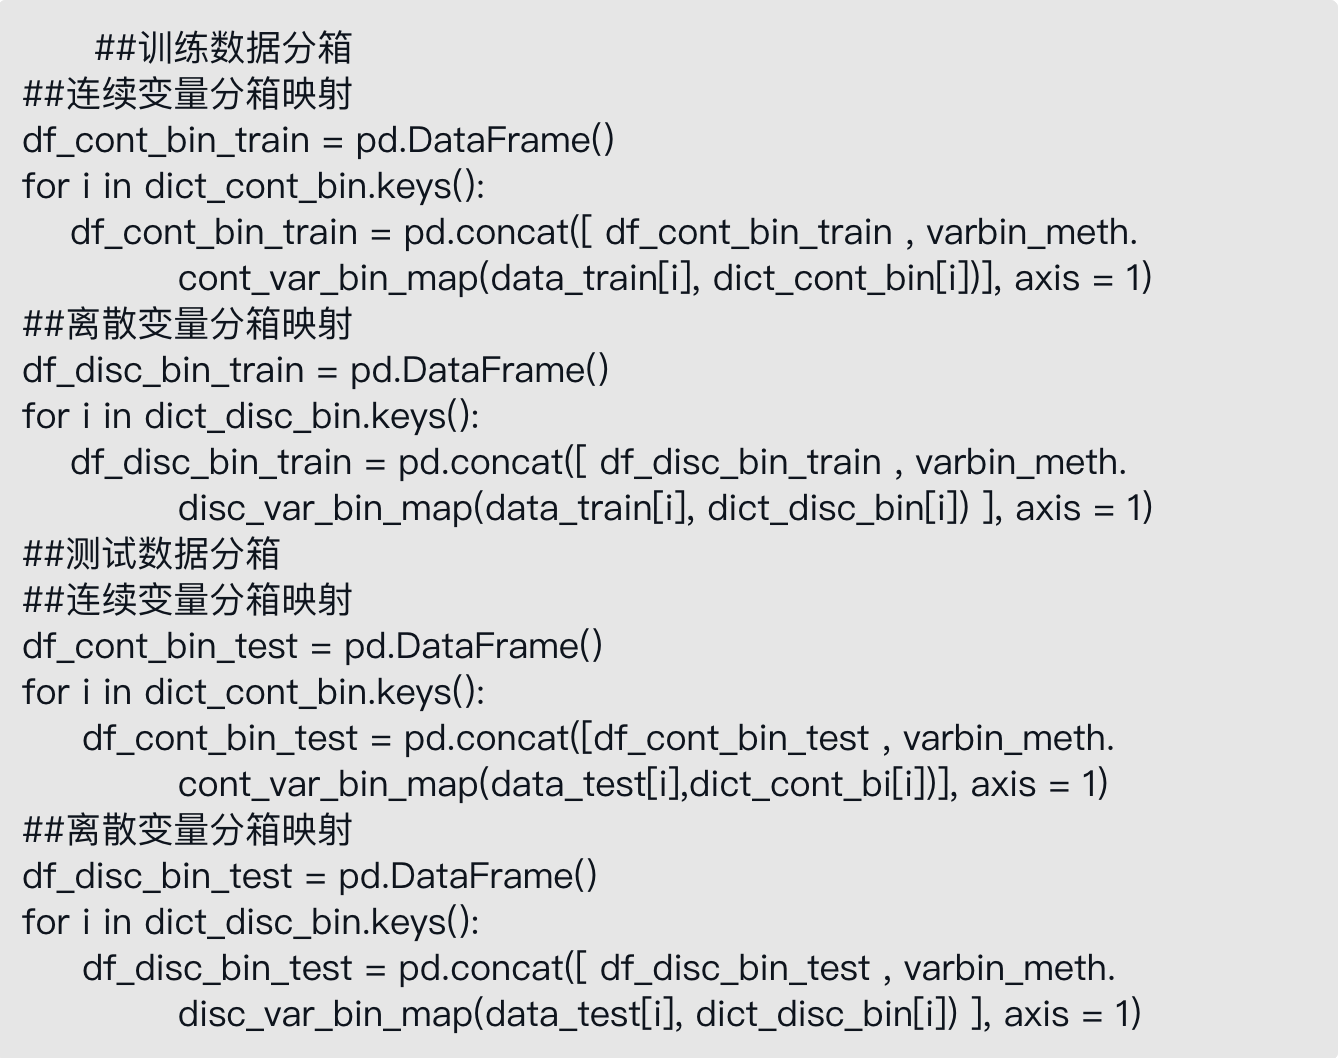 ##训练数据分箱
##连续变量分箱映射
df_cont_bin_train = pd.DataFrame()
for i in dict_cont_bin.keys():
df_cont_bin_train = pd.concat([ df_cont_bin_train , varbin_meth.
cont_var_bin_map(data_train[i], dict_cont_bin[i])], axis = 1)
##离散变量分箱映射
df_disc_bin_train = pd.DataFrame()
for i in dict_disc_bin.keys():
df_disc_bin_train = pd.concat([ df_disc_bin_train , varbin_meth.
disc_var_bin_map(data_train[i], dict_disc_bin[i]) ], axis = 1)
##测试数据分箱
##连续变量分箱映射
df_cont_bin_test = pd.DataFrame()
for i in dict_cont_bin.keys():
df_cont_bin_test = pd.concat([df_cont_bin_test , varbin_meth.
cont_var_bin_map(data_test[i],dict_cont_bi[i])], axis = 1)
##离散变量分箱映射
df_disc_bin_test = pd.DataFrame()
for i in dict_disc_bin.keys():
df_disc_bin_test = pd.concat([ df_disc_bin_test , varbin_meth.
disc_var_bin_map(data_test[i], dict_disc_bin[i]) ], axis = 1)